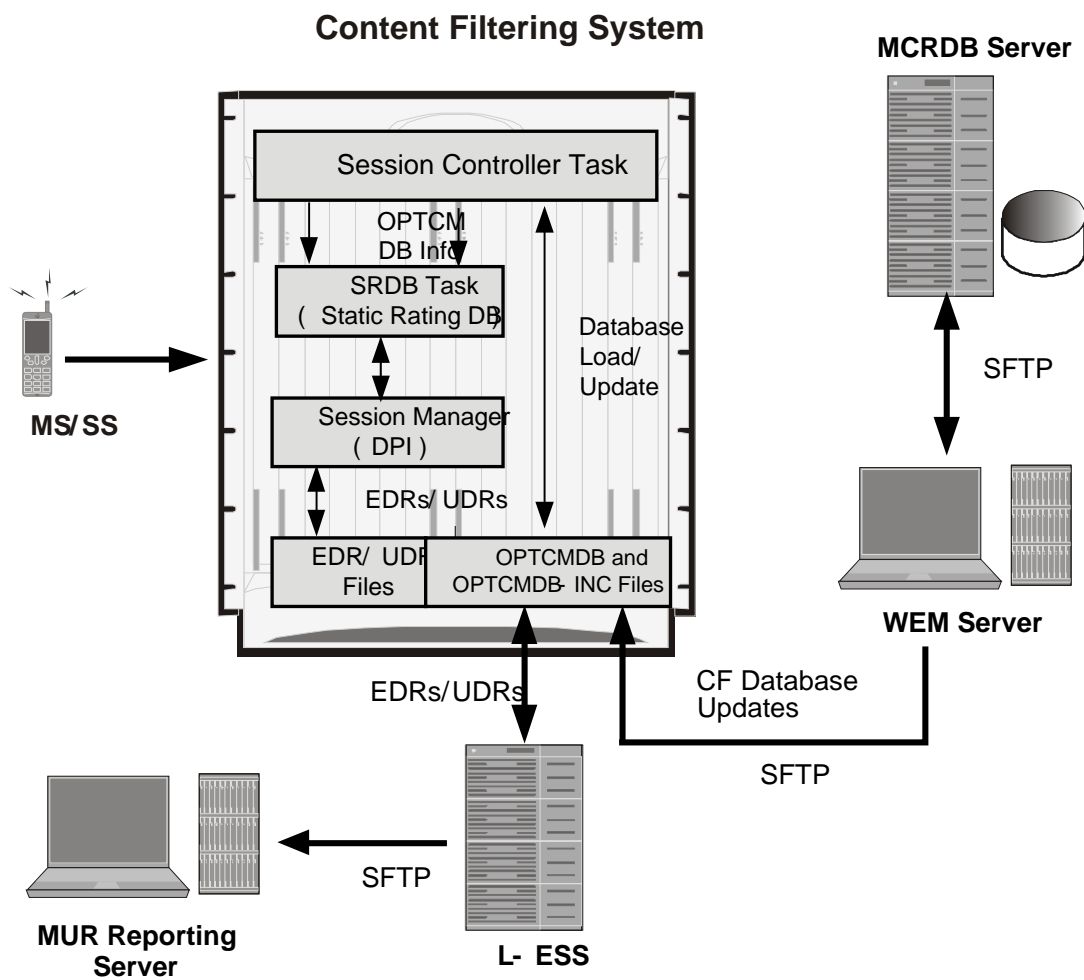 Content Filtering System
MCRDB Server
Session Controller Task
OPTCM
DB Info
SRDB Task
( Static Rating DB)
Database
Load/
Update
SFTP
MS/SS
Session Manager
( DPI )
EDRs/ UDRs
EDR/ UDR
Files
OPTCMDB and
OPTCMDB- INC Files
WEM Server
EDRs/UDRs
CF Database
Updates
SFTP
SFTP
MUR Reporting
Server
L- ESS